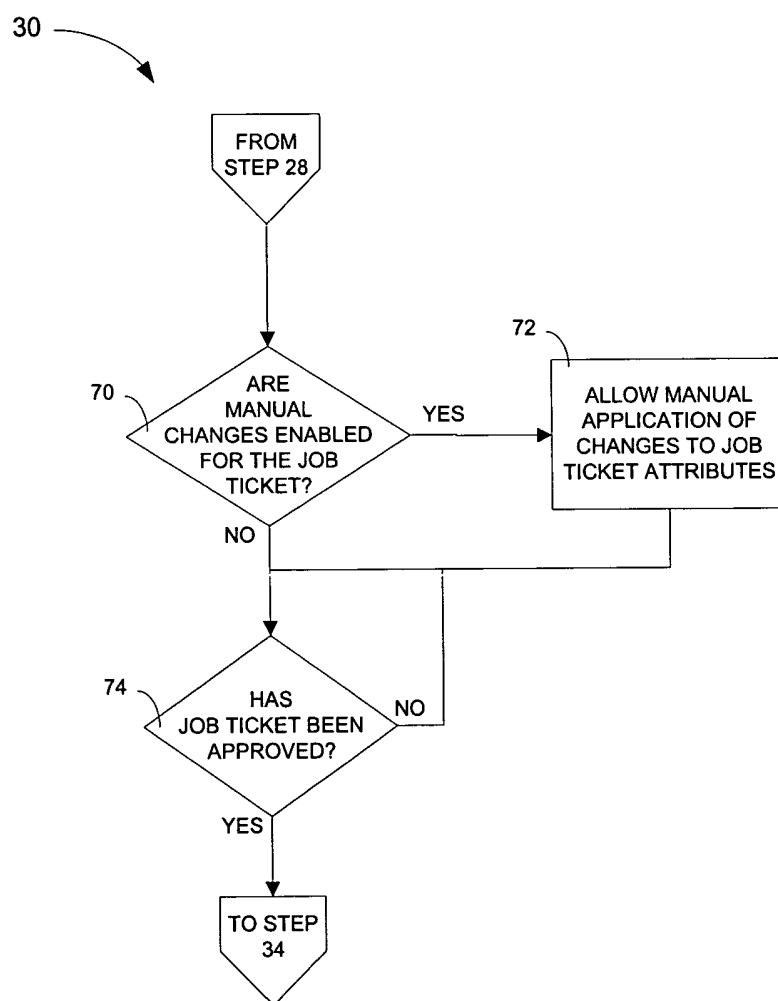 30
FROM
STEP 28
70
ARE
MANUAL
CHANGES ENABLED
FOR THE JOB
TICKET?
YES
72
ALLOW MANUAL
APPLICATION OF
CHANGES TO JOB
TICKET ATTRIBUTES
NO
74
HAS
JOB TICKET BEEN
APPROVED?
NO
YES
TO STEP
34